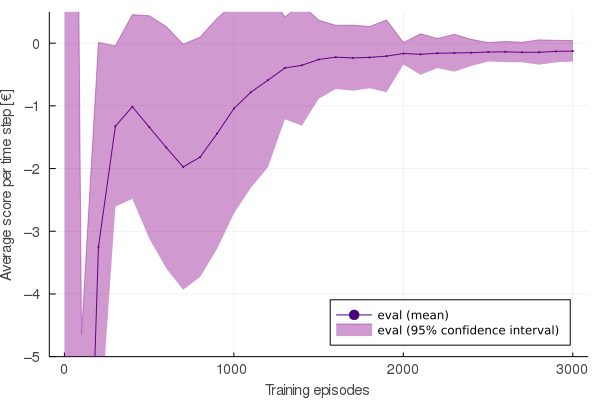 Average score per time step [€]
0
−1
−2
−3
−4
−5
0
1000
2000
3000
Training episodes
eval (mean)
eval (95% confidence interval)